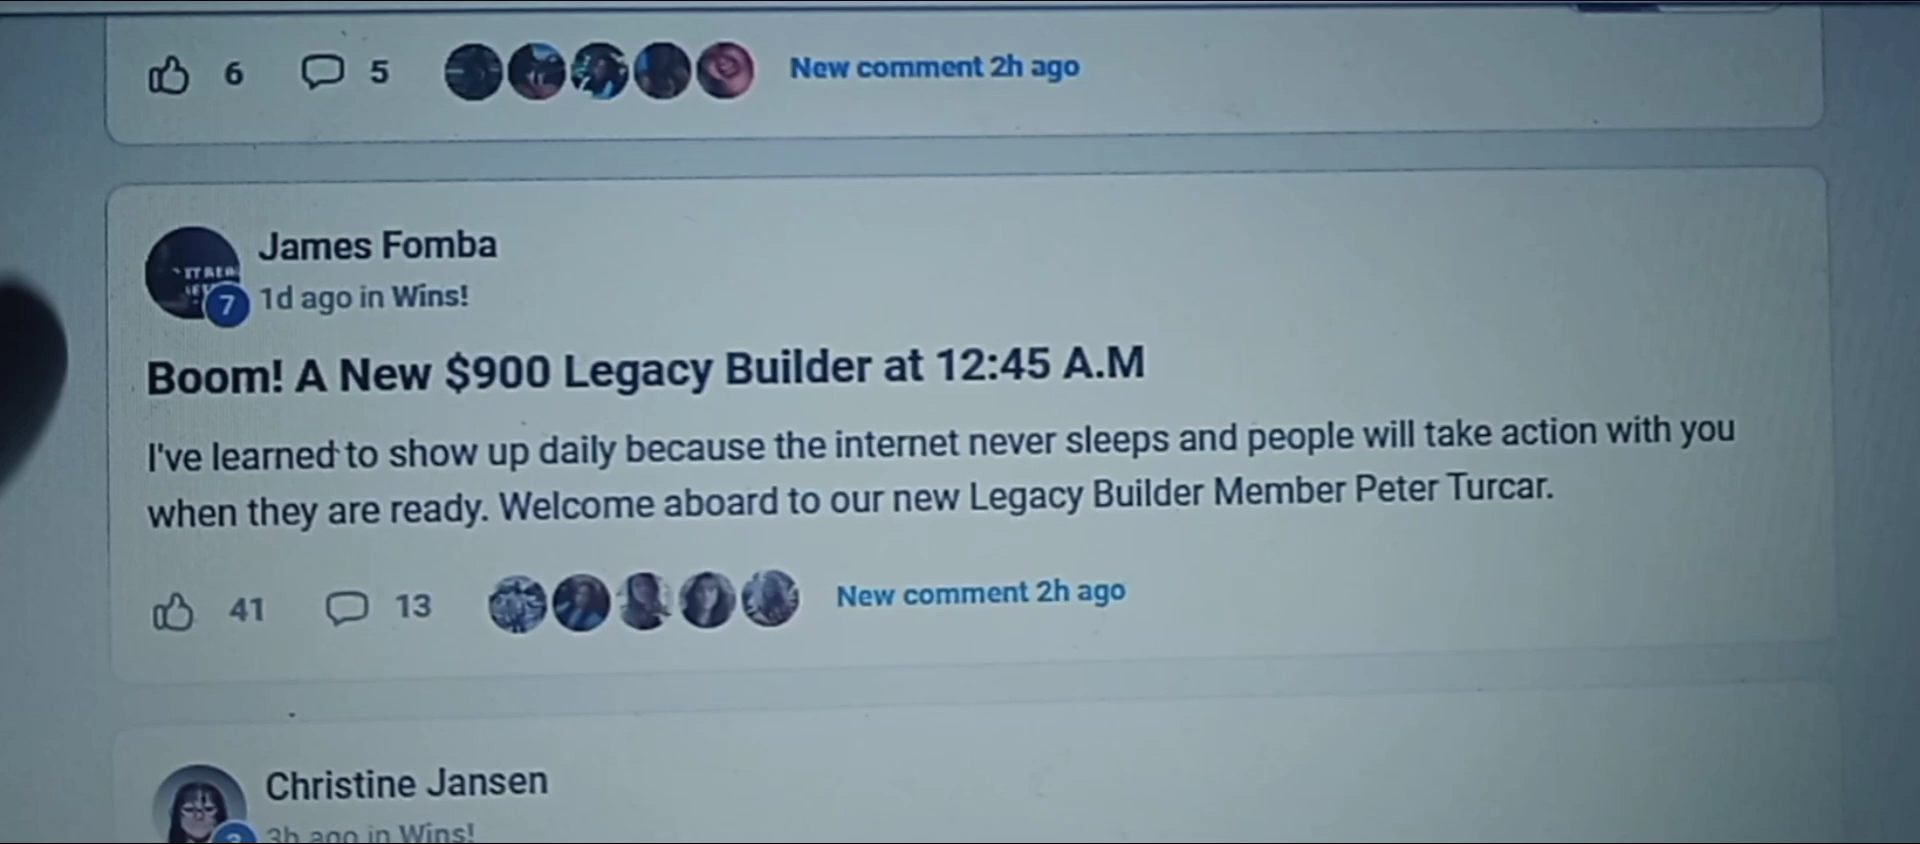 6 5 New comment 2h ago
James Fomba
7 1d ago in Wins!
Boom! A New $900 Legacy Builder at 12:45 A.M
I've learned to show up daily because the internet never sleeps and people will take action with you
when they are ready. Welcome aboard to our new Legacy Builder Member Peter Turcar.
41 13 New comment 2h ago
Christine Jansen
3h ago in Wins!